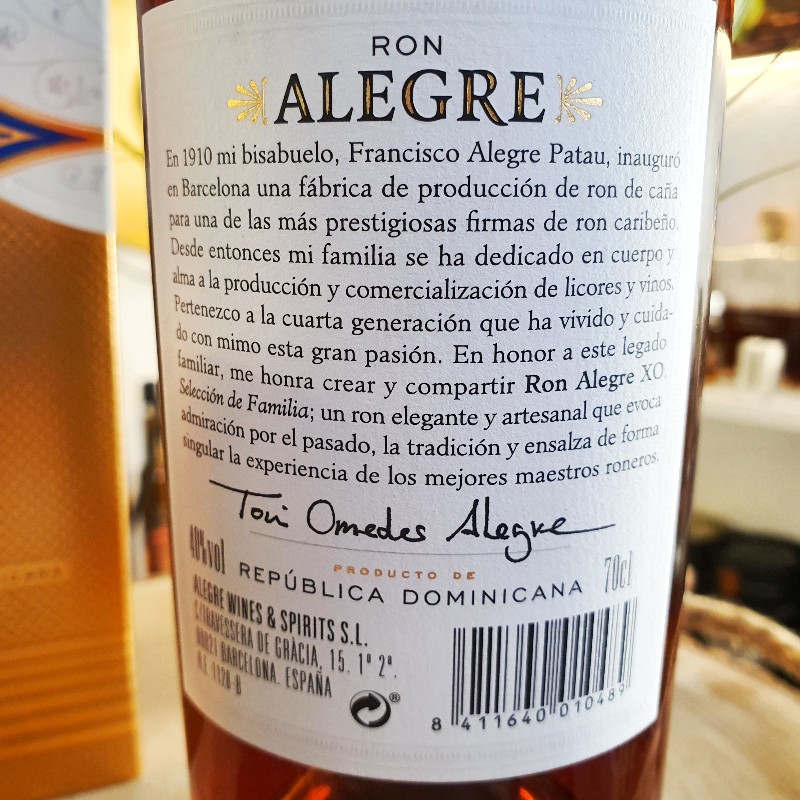 RON
ALEGRE
En 1910 mi bisabuelo, Francisco Alegre Patau, inauguró
en Barcelona una fábrica de producción de ron de caña
para una de las más prestigiosas firmas de ron caribeño.
Desde entonces mi familia se ha dedicado en cuerpo y
alma a la producción y comercialización de licores y vinos.
Pertenezco a la cuarta generación que ha vivido y cuida-
do con mimo esta gran pasión. En honor a este legado
familiar, me honra crear y compartir Ron Alegre XO.
Selección de Familia; un ron elegante y artesanal que evoca
admiración por el pasado, la tradición y ensalza de forma
singular la experiencia de los mejores maestros roneros.
Toni Omedes Alegre
40%vol
PRODUCTO DE
REPÚBLICA DOMINICANA
70cl
ALEGRE WINES & SPIRITS S.L.
C/TRAVESSERA DE GRÀCIA, 15. 1º 2ª.
08021 BARCELONA. ESPAÑA
8 411640 010489